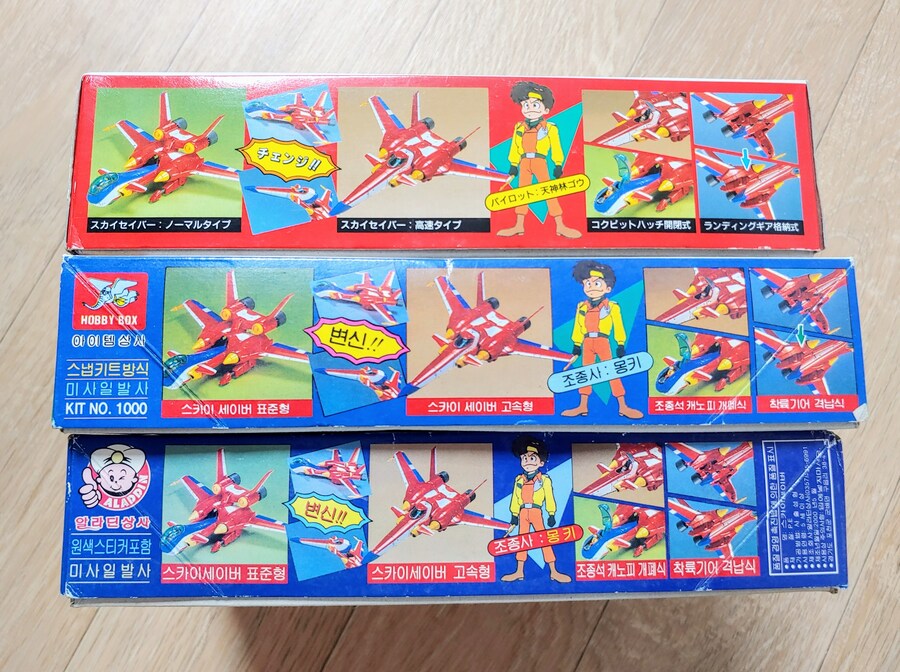 チェンジ!!
スカイセイバー：ノーマルタイプ
スカイセイバー：高速タイプ
パイロット：天神林ゴウ
コクピットハッチ開閉式
ランディングギア格納式
HOBBY BOX
아이템상사
스냅키트방식
미사일발사
KIT NO. 1000
변신!!
스카이 세이버 표준형
스카이 세이버 고속형
조종사 : 몽키
조종석 캐노피 개폐식
착륙기어 격납식
ALADDIN
알라딘상사
원색스티커포함
미사일발사
변신!!
스카이세이버 표준형
스카이세이버 고속형
조종사 : 몽키
조종석 캐노피 개폐식
착륙기어 격납식